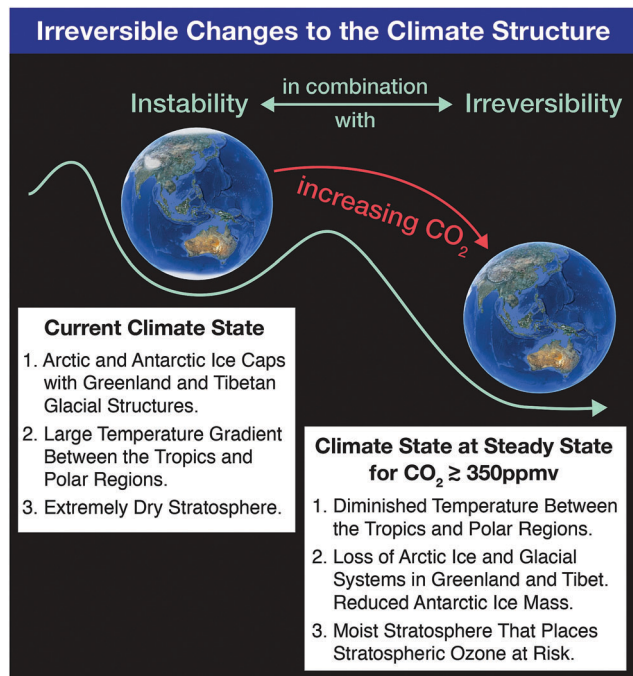 Irreversible Changes to the Climate Structure
Instability
in combination
with
Irreversibility
increasing CO₂
Current Climate State
1. Arctic and Antarctic Ice Caps
with Greenland and Tibetan
Glacial Structures.
2. Large Temperature Gradient
Between the Tropics and
Polar Regions.
3. Extremely Dry Stratosphere.
Climate State at Steady State
for CO₂ ≳ 350ppmv
1. Diminished Temperature Between
the Tropics and Polar Regions.
2. Loss of Arctic Ice and Glacial
Systems in Greenland and Tibet.
Reduced Antarctic Ice Mass.
3. Moist Stratosphere That Places
Stratospheric Ozone at Risk.